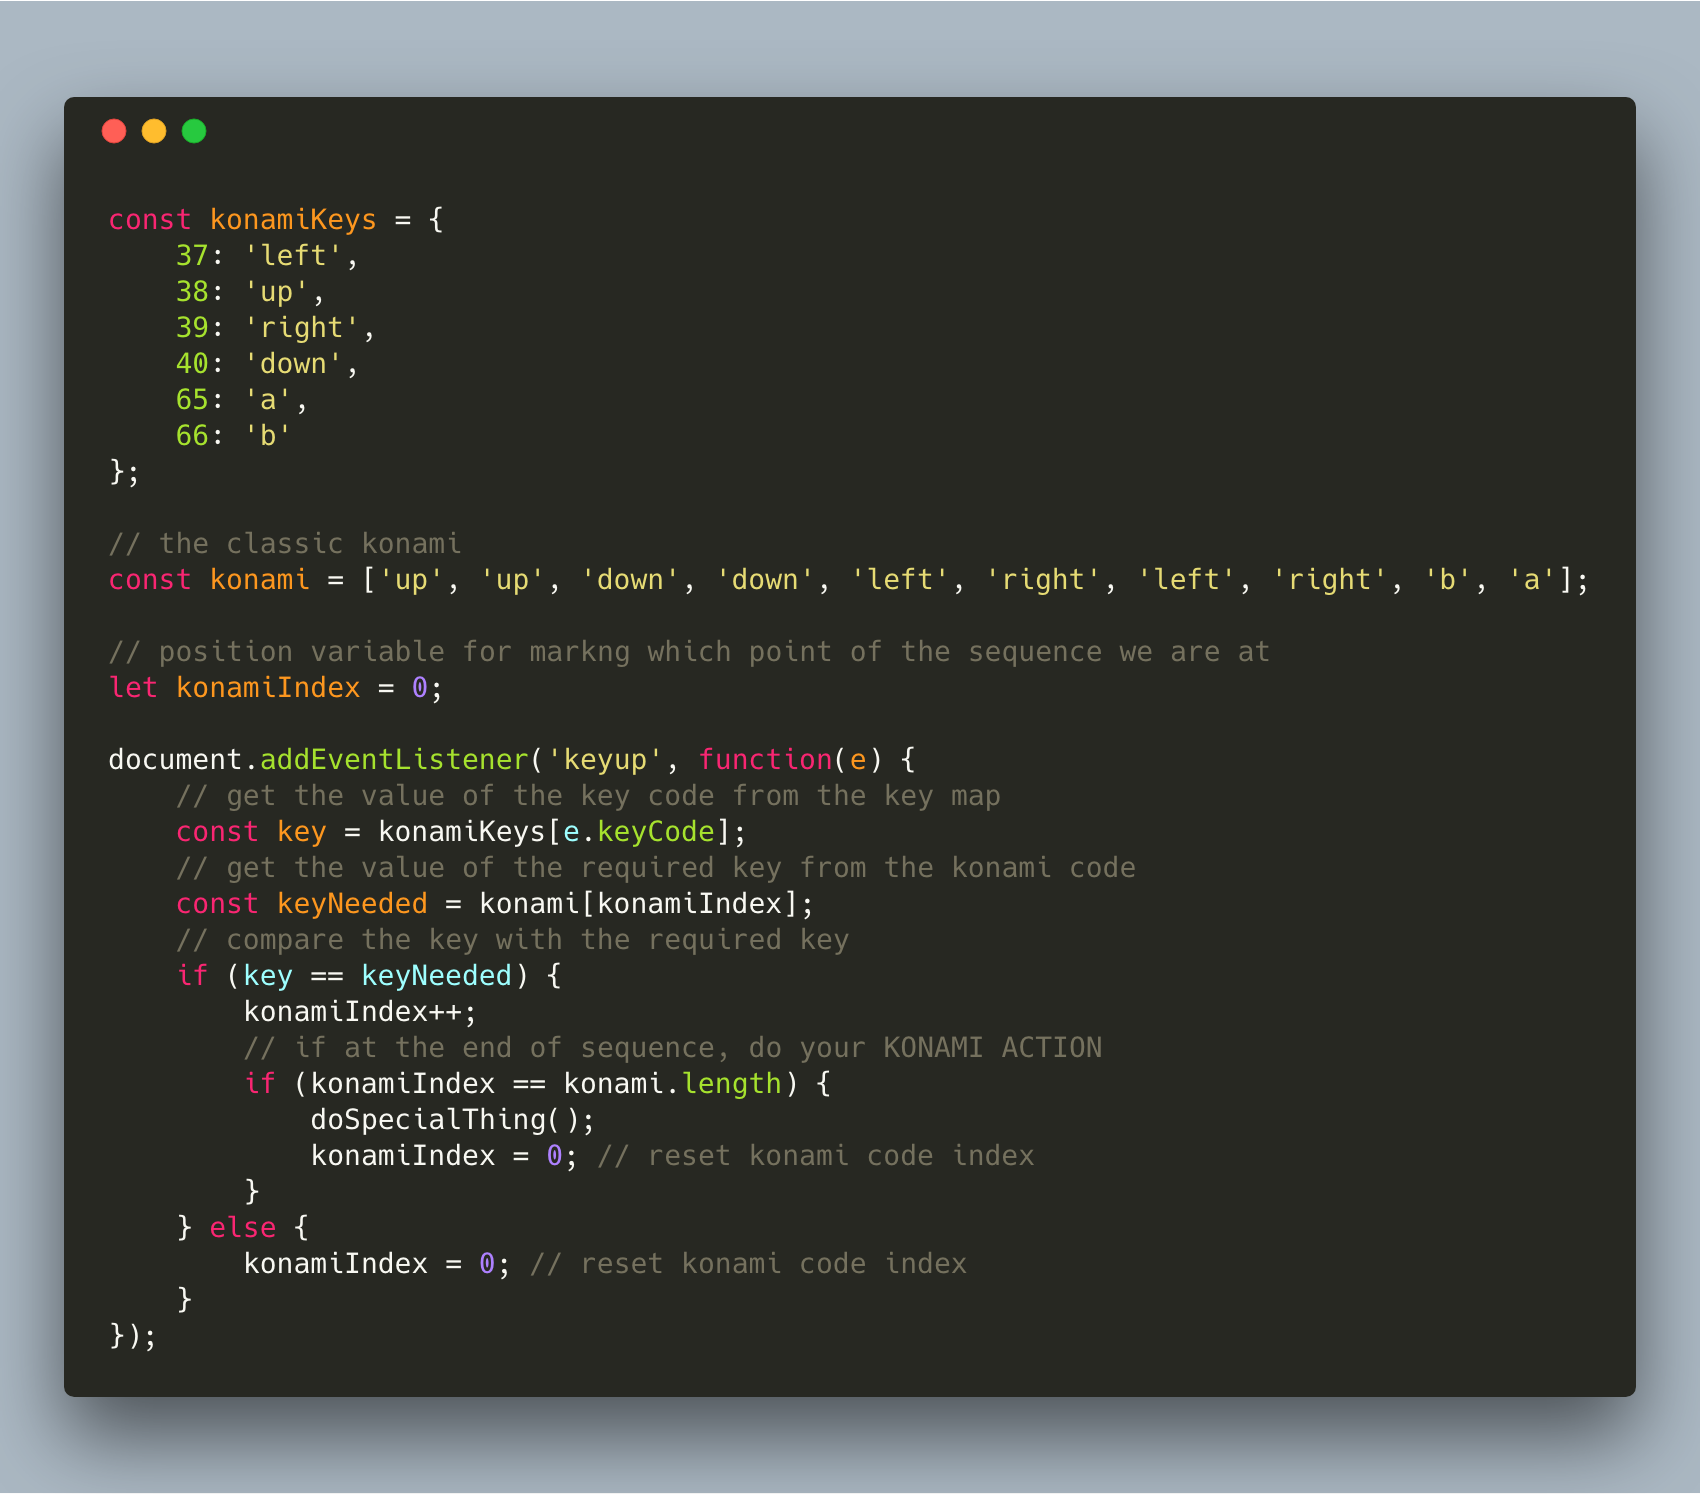 const konamiKeys = {
    37: 'left',
    38: 'up',
    39: 'right',
    40: 'down',
    65: 'a',
    66: 'b'
};

// the classic konami
const konami = ['up', 'up', 'down', 'down', 'left', 'right', 'left', 'right', 'b', 'a'];

// position variable for markng which point of the sequence we are at
let konamiIndex = 0;

document.addEventListener('keyup', function(e) {
    // get the value of the key code from the key map
    const key = konamiKeys[e.keyCode];
    // get the value of the required key from the konami code
    const keyNeeded = konami[konamiIndex];
    // compare the key with the required key
    if (key == keyNeeded) {
        konamiIndex++;
        // if at the end of sequence, do your KONAMI ACTION
        if (konamiIndex == konami.length) {
            doSpecialThing();
            konamiIndex = 0; // reset konami code index
        }
    } else {
        konamiIndex = 0; // reset konami code index
    }
});